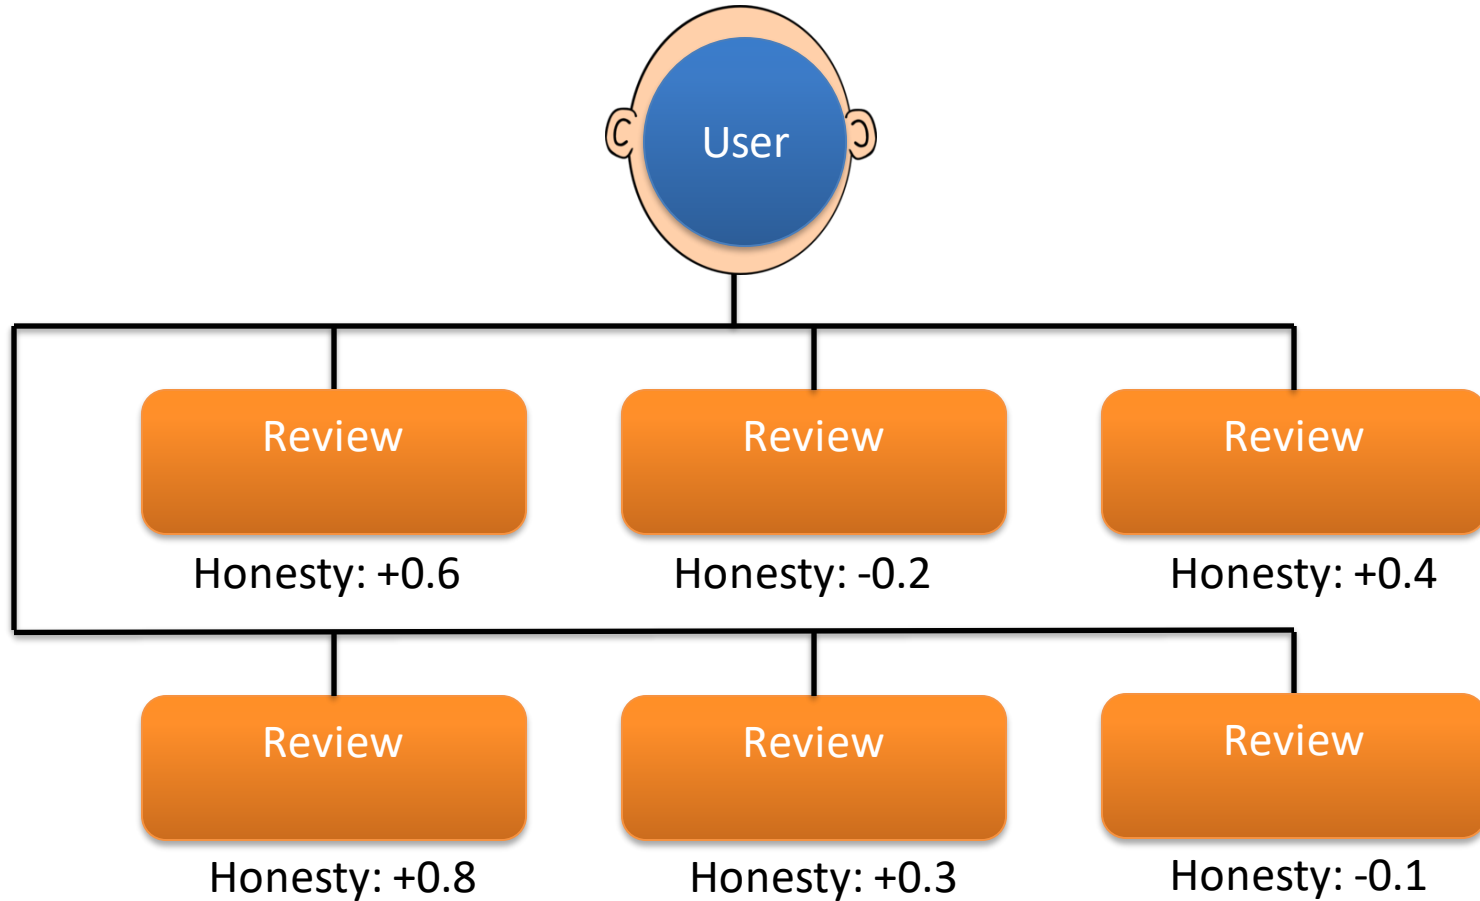 User
Review
Review
Review
Honesty: +0.6
Honesty: -0.2
Honesty: +0.4
Review
Review
Review
Honesty: +0.8
Honesty: +0.3
Honesty: -0.1